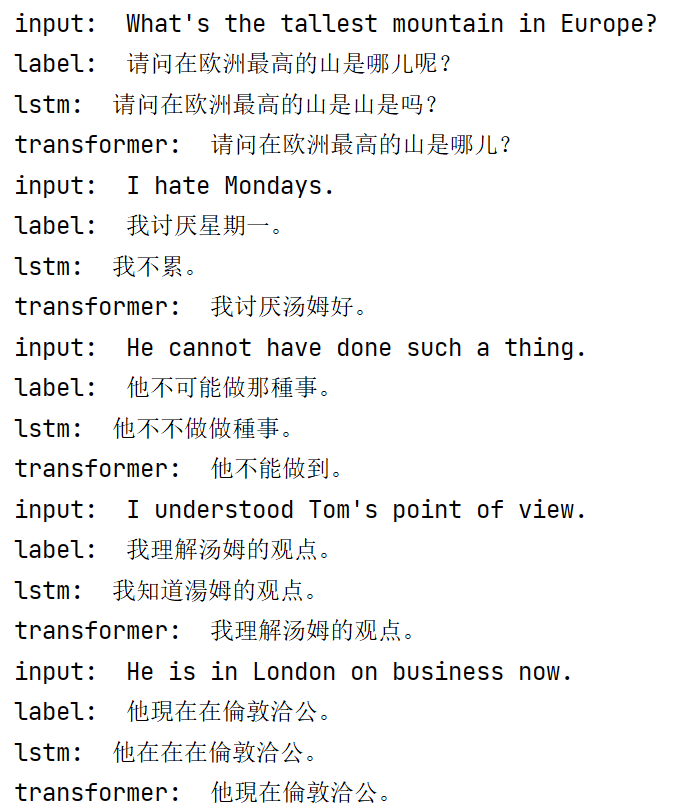 input:  What's the tallest mountain in Europe?
label:  请问在欧洲最高的山是哪儿呢?
lstm:  请问在欧洲最高的山是山是吗?
transformer:  请问在欧洲最高的山是哪儿?
input:  I hate Mondays.
label:  我讨厌星期一。
lstm:  我不累。
transformer:  我讨厌汤姆好。
input:  He cannot have done such a thing.
label:  他不可能做那種事。
lstm:  他不不做做種事。
transformer:  他不能做到。
input:  I understood Tom's point of view.
label:  我理解汤姆的观点。
lstm:  我知道湯姆的观点。
transformer:  我理解汤姆的观点。
input:  He is in London on business now.
label:  他現在在倫敦洽公。
lstm:  他在在在倫敦洽公。
transformer:  他現在倫敦洽公。